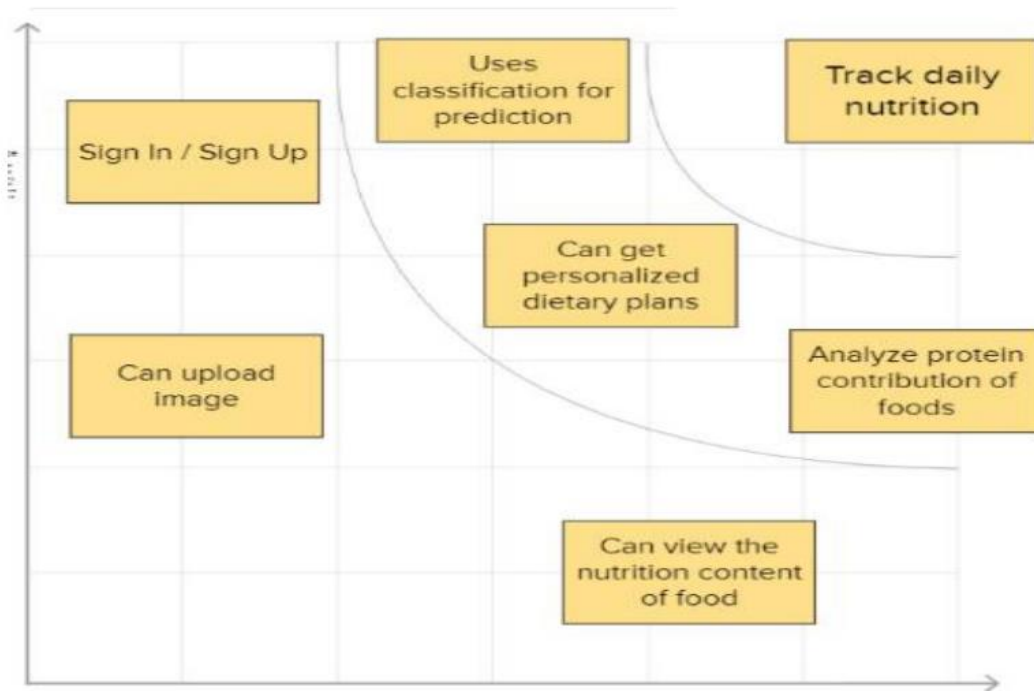 Uses
classification for
prediction
Track daily
nutrition
Sign In / Sign Up
Can get
personalized
dietary plans
Can upload
image
Analyze protein
contribution of
foods
Can view the
nutrition content
of food